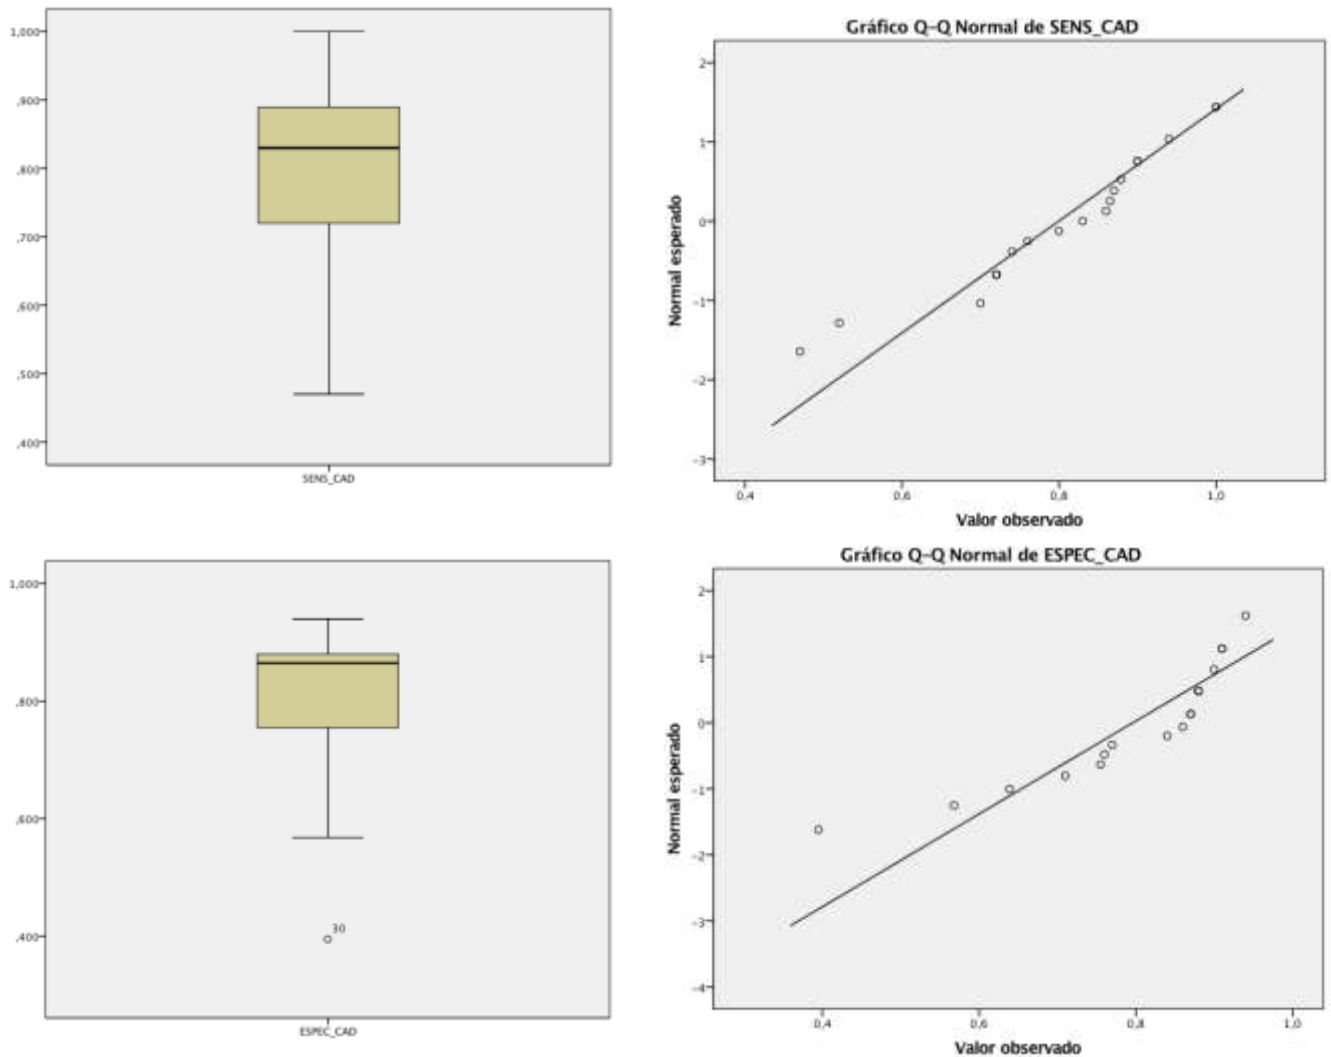 1,000
,900
,800
,700
,600
,500
,400
SENS_CAD
Gráfico Q-Q Normal de SENS_CAD
Normal esperado
2
1
0
-1
-2
-3
0,4 0,6 0,8 1,0
Valor observado
1,000
,800
,600
,400
30
ESPEC_CAD
Gráfico Q-Q Normal de ESPEC_CAD
Normal esperado
2
1
0
-1
-2
-3
-4
0,4 0,6 0,8 1,0
Valor observado